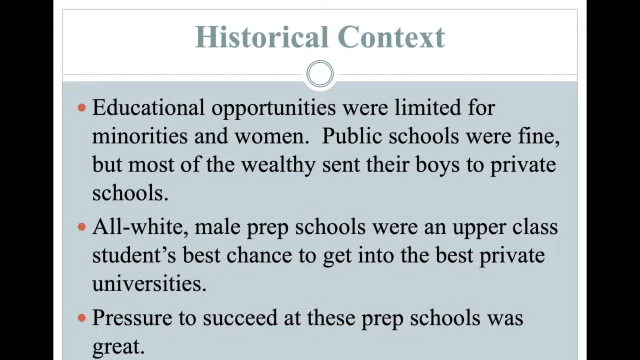 Historical Context
• Educational opportunities were limited for
minorities and women.  Public schools were fine,
but most of the wealthy sent their boys to private
schools.
• All-white, male prep schools were an upper class
student's best chance to get into the best private
universities.
• Pressure to succeed at these prep schools was
great.